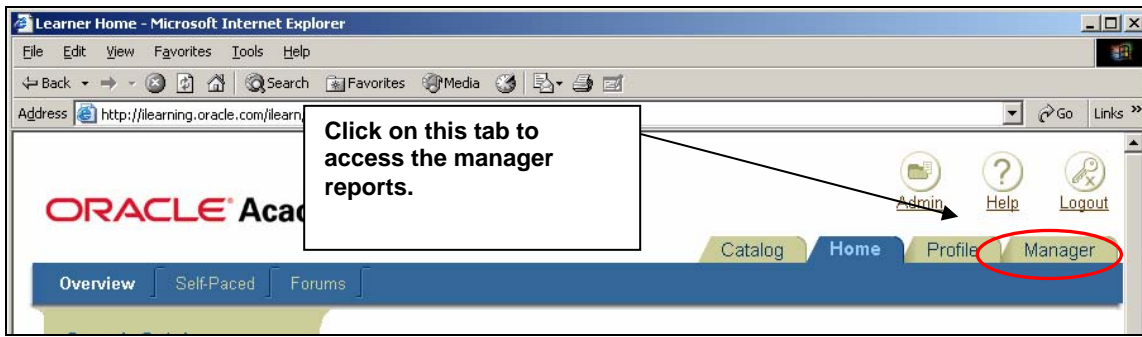 Learner Home - Microsoft Internet Explorer
File Edit View Favorites Tools Help
Back Search Favorites Media
Address http://ilearning.oracle.com/ilearn/ Go Links »
Click on this tab to
access the manager
reports.
Admin Help Logout
ORACLE
Catalog Home Profile Manager
Overview Self-Paced Forums